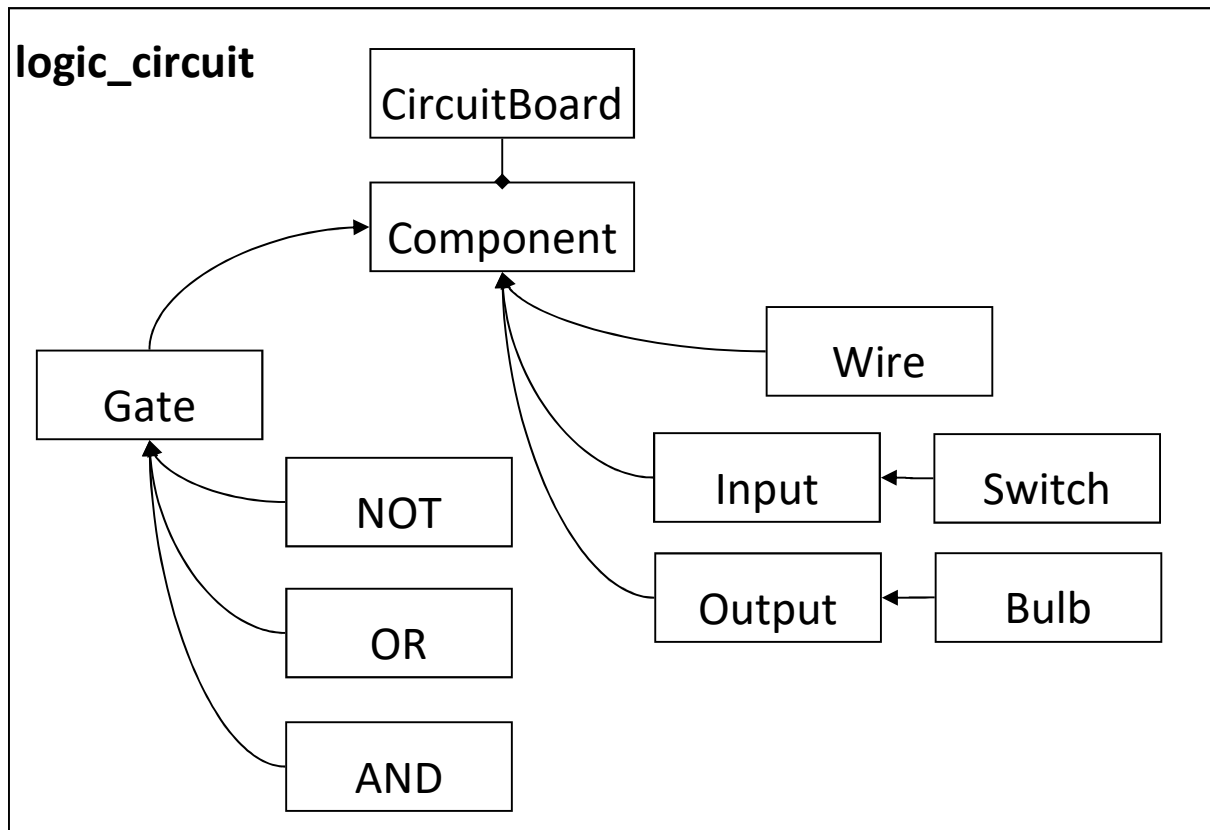 logic_circuit
CircuitBoard
Component
Wire
Gate
Input
Switch
NOT
Output
Bulb
OR
AND